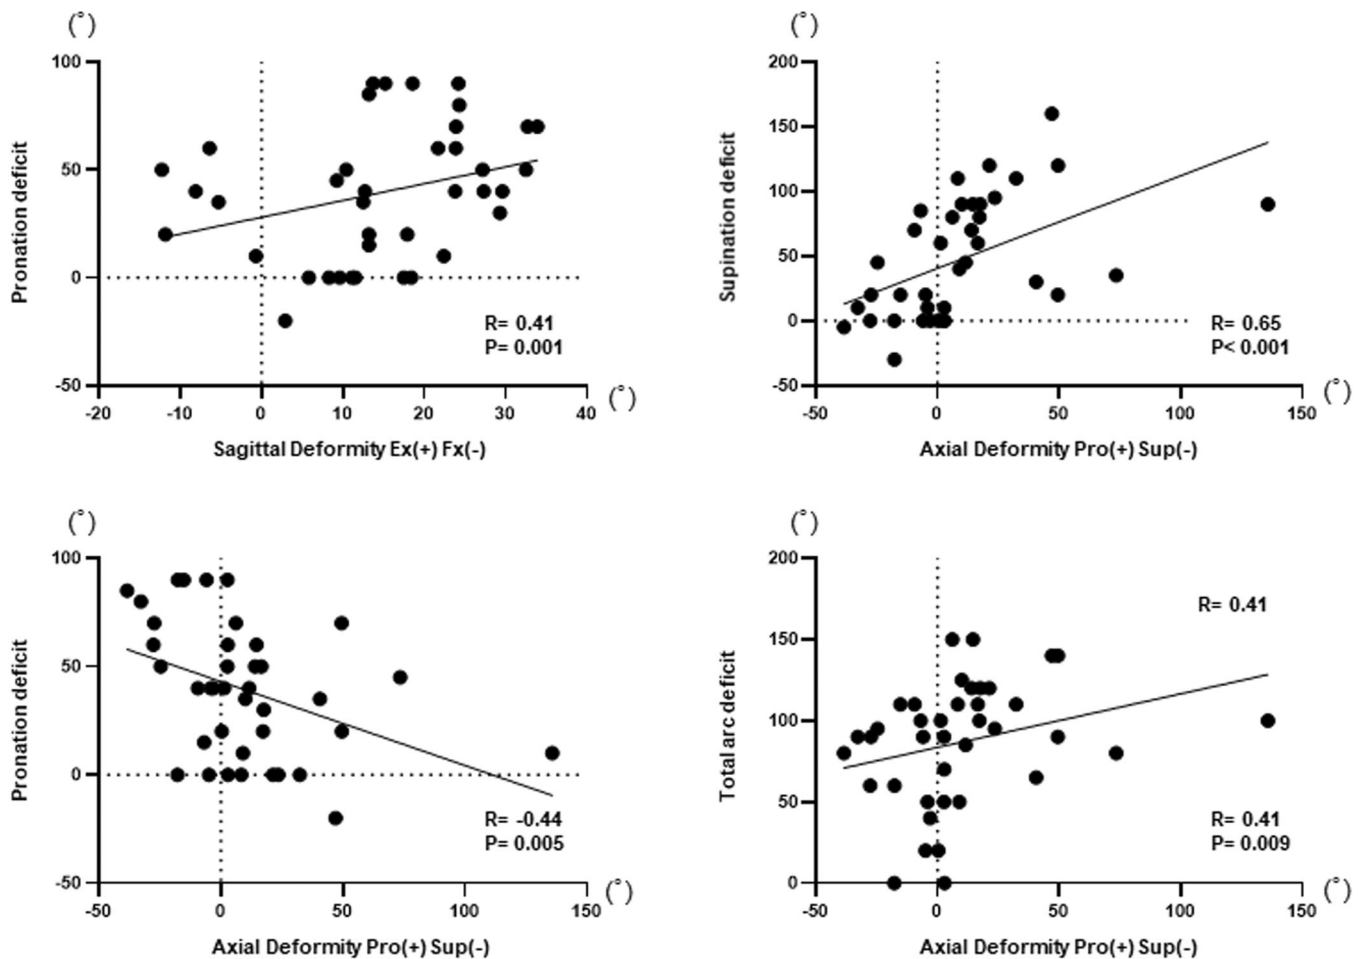 (°)
100
50
0
-50
Pronation deficit
R= 0.41
P= 0.001
-20 -10 0 10 20 30 40 (°)
Sagittal Deformity Ex(+) Fx(-)
(°)
200
150
100
50
0
-50
Supination deficit
R= 0.65
P< 0.001
-50 0 50 100 150 (°)
Axial Deformity Pro(+) Sup(-)
(°)
100
50
0
-50
Pronation deficit
R= -0.44
P= 0.005
-50 0 50 100 150 (°)
Axial Deformity Pro(+) Sup(-)
(°)
200
150
100
50
0
Total arc deficit
R= 0.41
R= 0.41
P= 0.009
-50 0 50 100 150 (°)
Axial Deformity Pro(+) Sup(-)